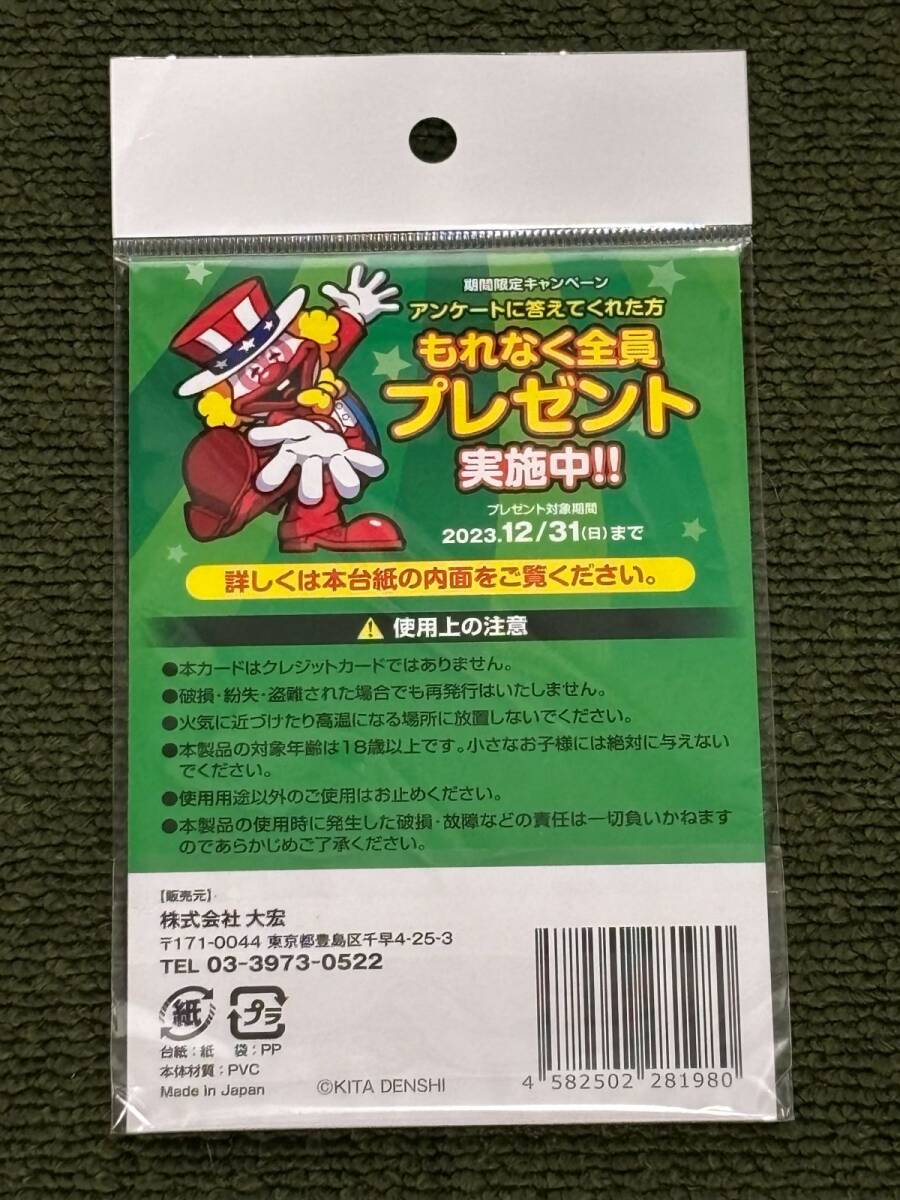 期間限定キャンペーン
アンケートに答えてくれた方
もれなく全員
プレゼント
実施中!!
プレゼント対象期間
2023.12/31(日)まで
詳しくは本台紙の内面をご覧ください。
使用上の注意
●本カードはクレジットカードではありません。
●破損・紛失・盗難された場合でも再発行はいたしません。
●火気に近づけたり高温になる場所に放置しないでください。
●本製品の対象年齢は18歳以上です。小さなお子様には絶対に与えない
でください。
●使用用途以外のご使用はお止めください。
●本製品の使用時に発生した破損・故障などの責任は一切負いかねます
のであらかじめご了承ください。
【販売元】
株式会社 大宏
〒171-0044 東京都豊島区千早4-25-3
TEL 03-3973-0522
紙 プラ
台紙：紙 袋：PP
本体材質：PVC
Made in Japan
©KITA DENSHI
4 582502 281980